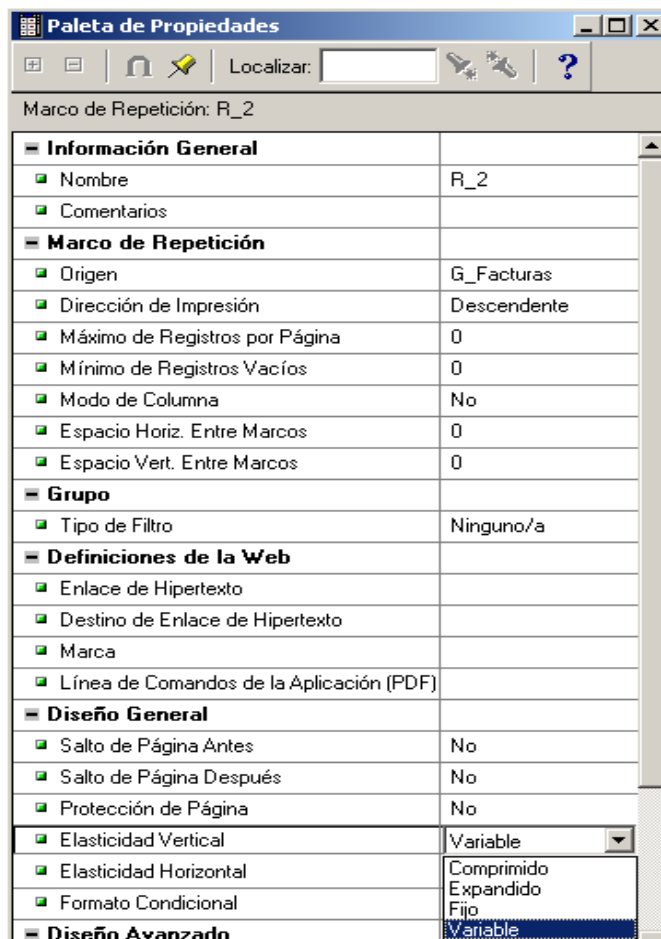 Paleta de Propiedades
Localizar:
Marco de Repetición: R_2
Información General
Nombre R_2
Comentarios
Marco de Repetición
Origen G_Facturas
Dirección de Impresión Descendente
Máximo de Registros por Página 0
Mínimo de Registros Vacíos 0
Modo de Columna No
Espacio Horiz. Entre Marcos 0
Espacio Vert. Entre Marcos 0
Grupo
Tipo de Filtro Ninguno/a
Definiciones de la Web
Enlace de Hipertexto
Destino de Enlace de Hipertexto
Marca
Línea de Comandos de la Aplicación (PDF)
Diseño General
Salto de Página Antes No
Salto de Página Después No
Protección de Página No
Elasticidad Vertical Variable
Elasticidad Horizontal Comprimido
Expandido
Formato Condicional Fijo
Diseño Avanzado Variable